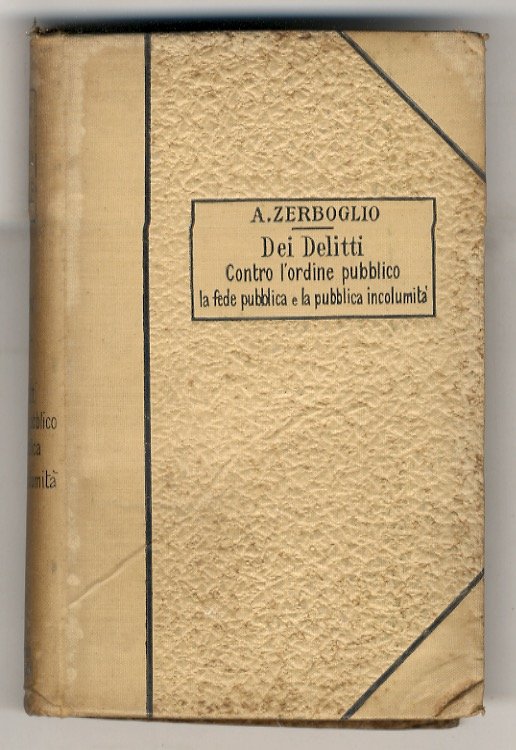 A. ZERBOGLIO
Dei Delitti
Contro l'ordine pubblico
la fede pubblica e la pubblica incolumità